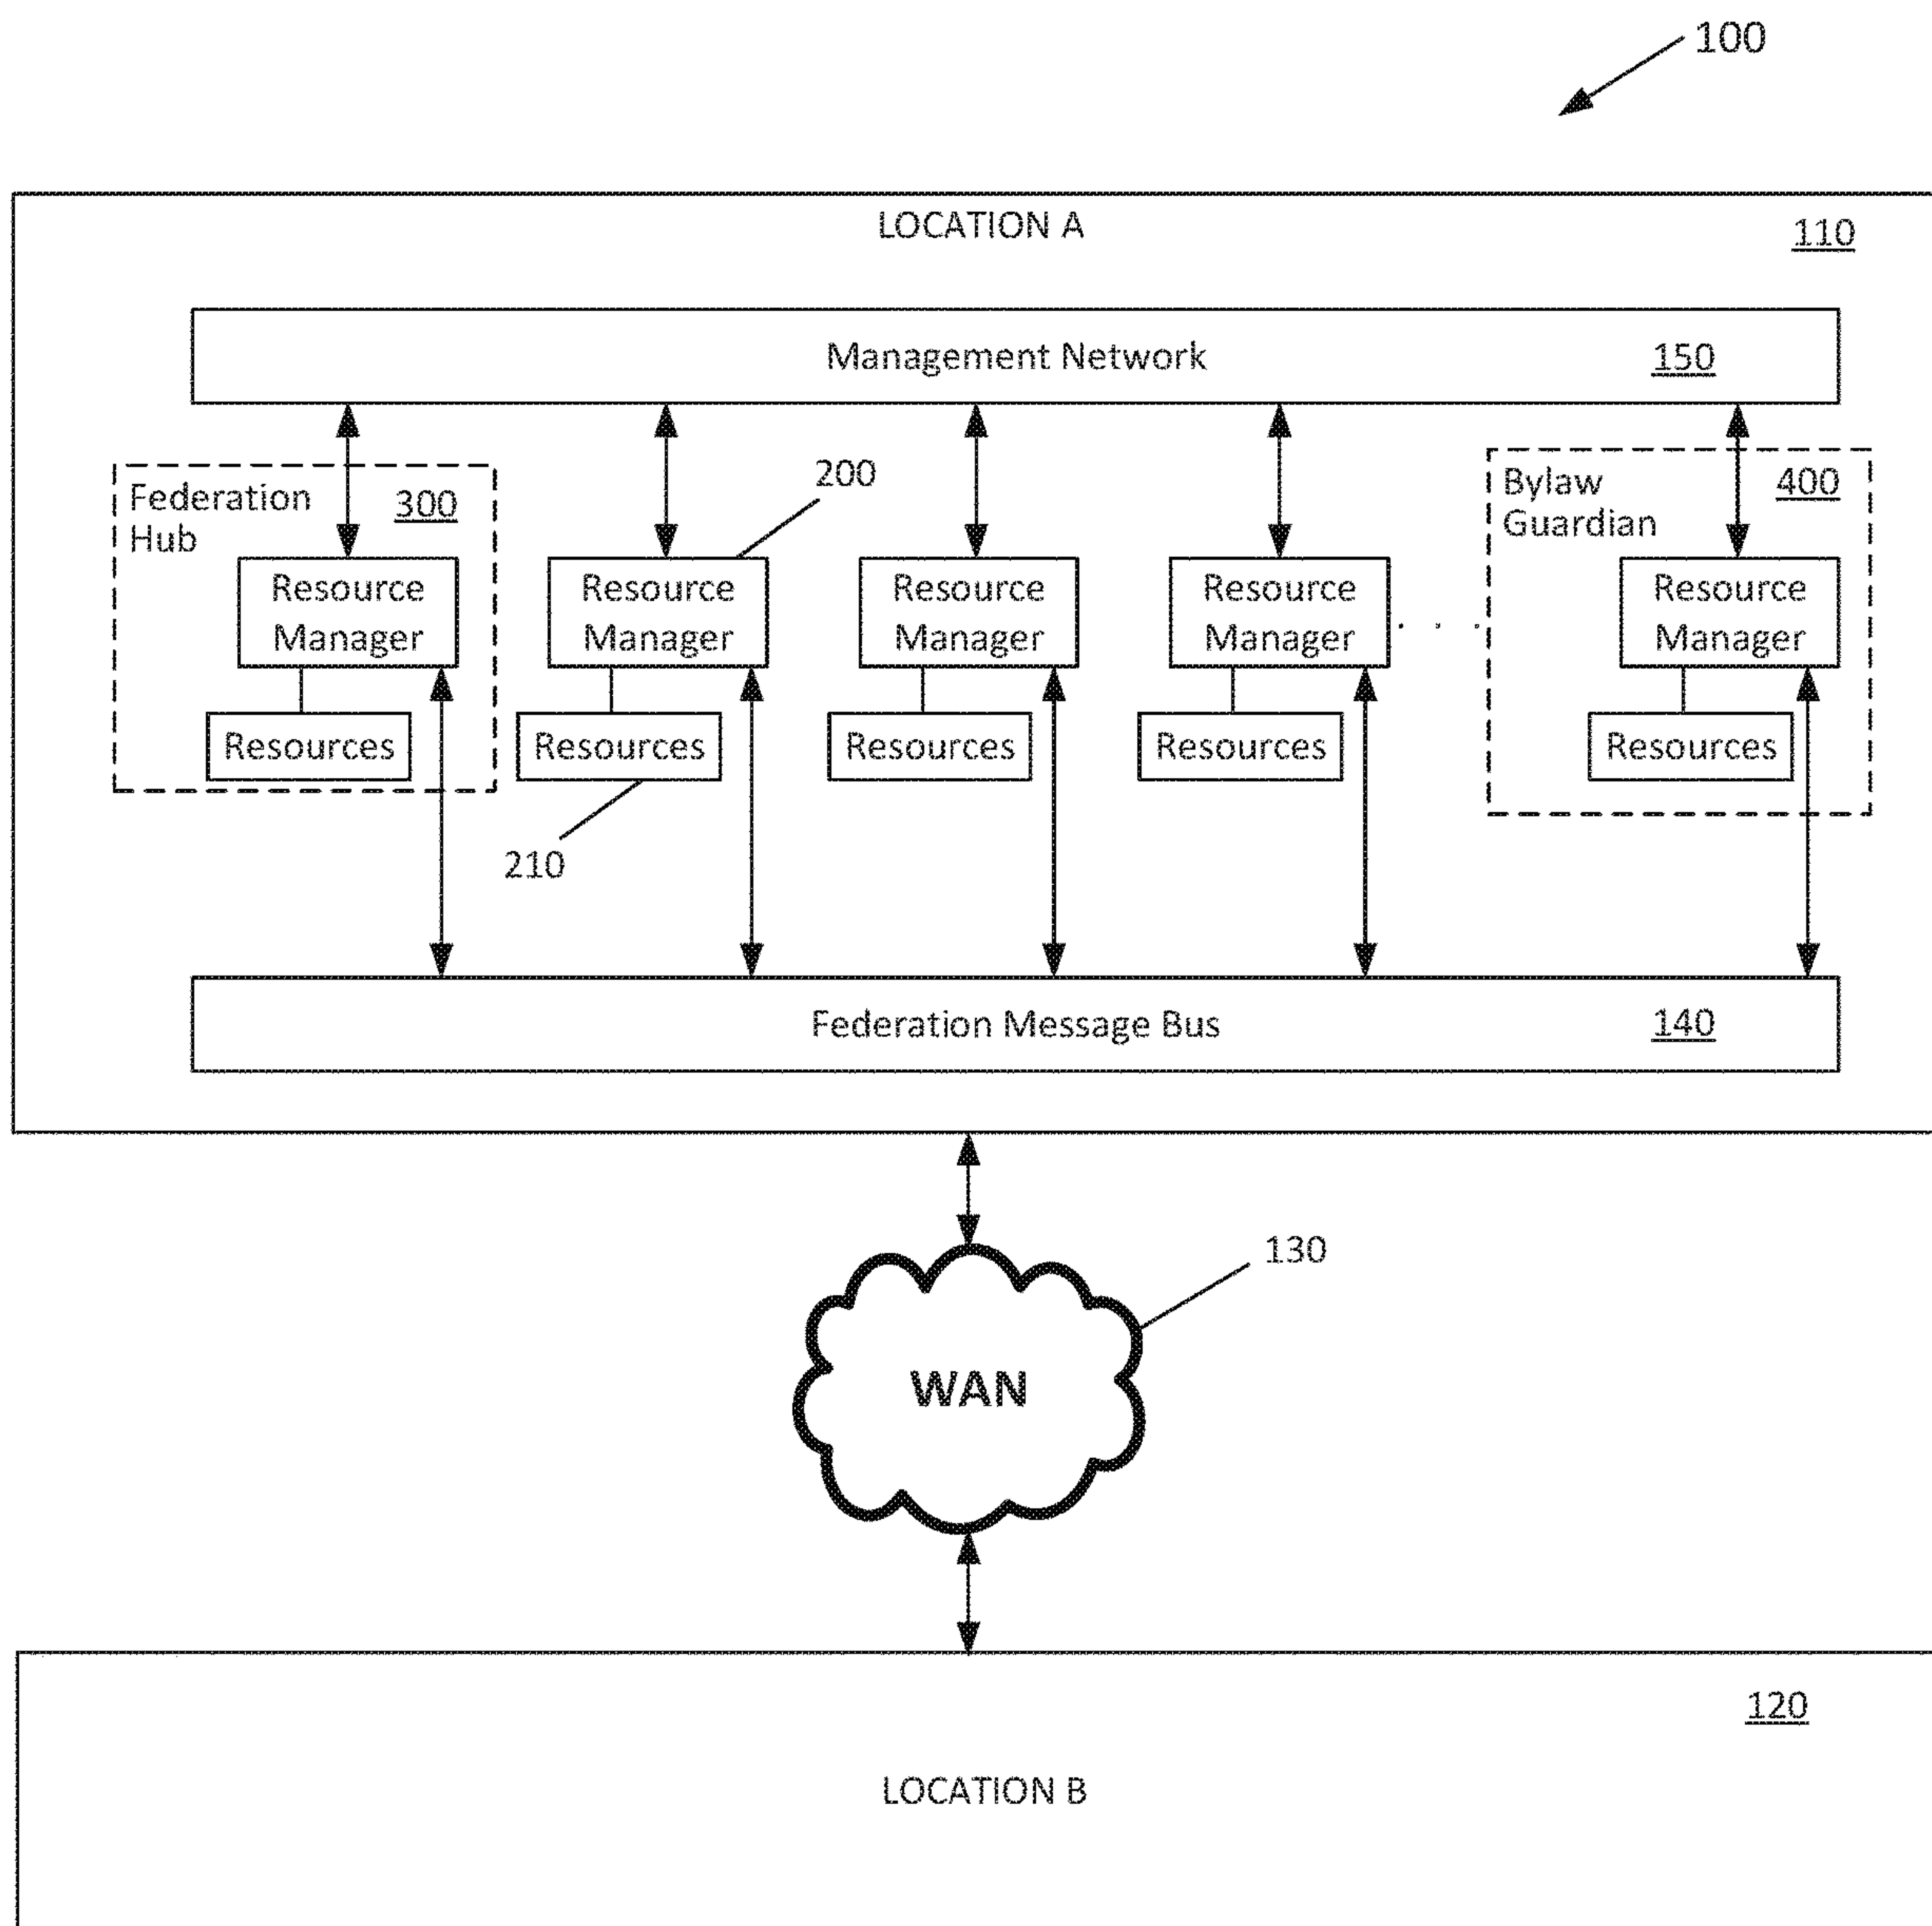 100
LOCATION A
110
Management Network
150
Federation
Hub
300
200
Bylaw
Guardian
400
Resource
Manager
Resource
Manager
Resource
Manager
Resource
Manager
. . .
Resource
Manager
Resources
Resources
Resources
Resources
Resources
210
Federation Message Bus
140
130
WAN
120
LOCATION B